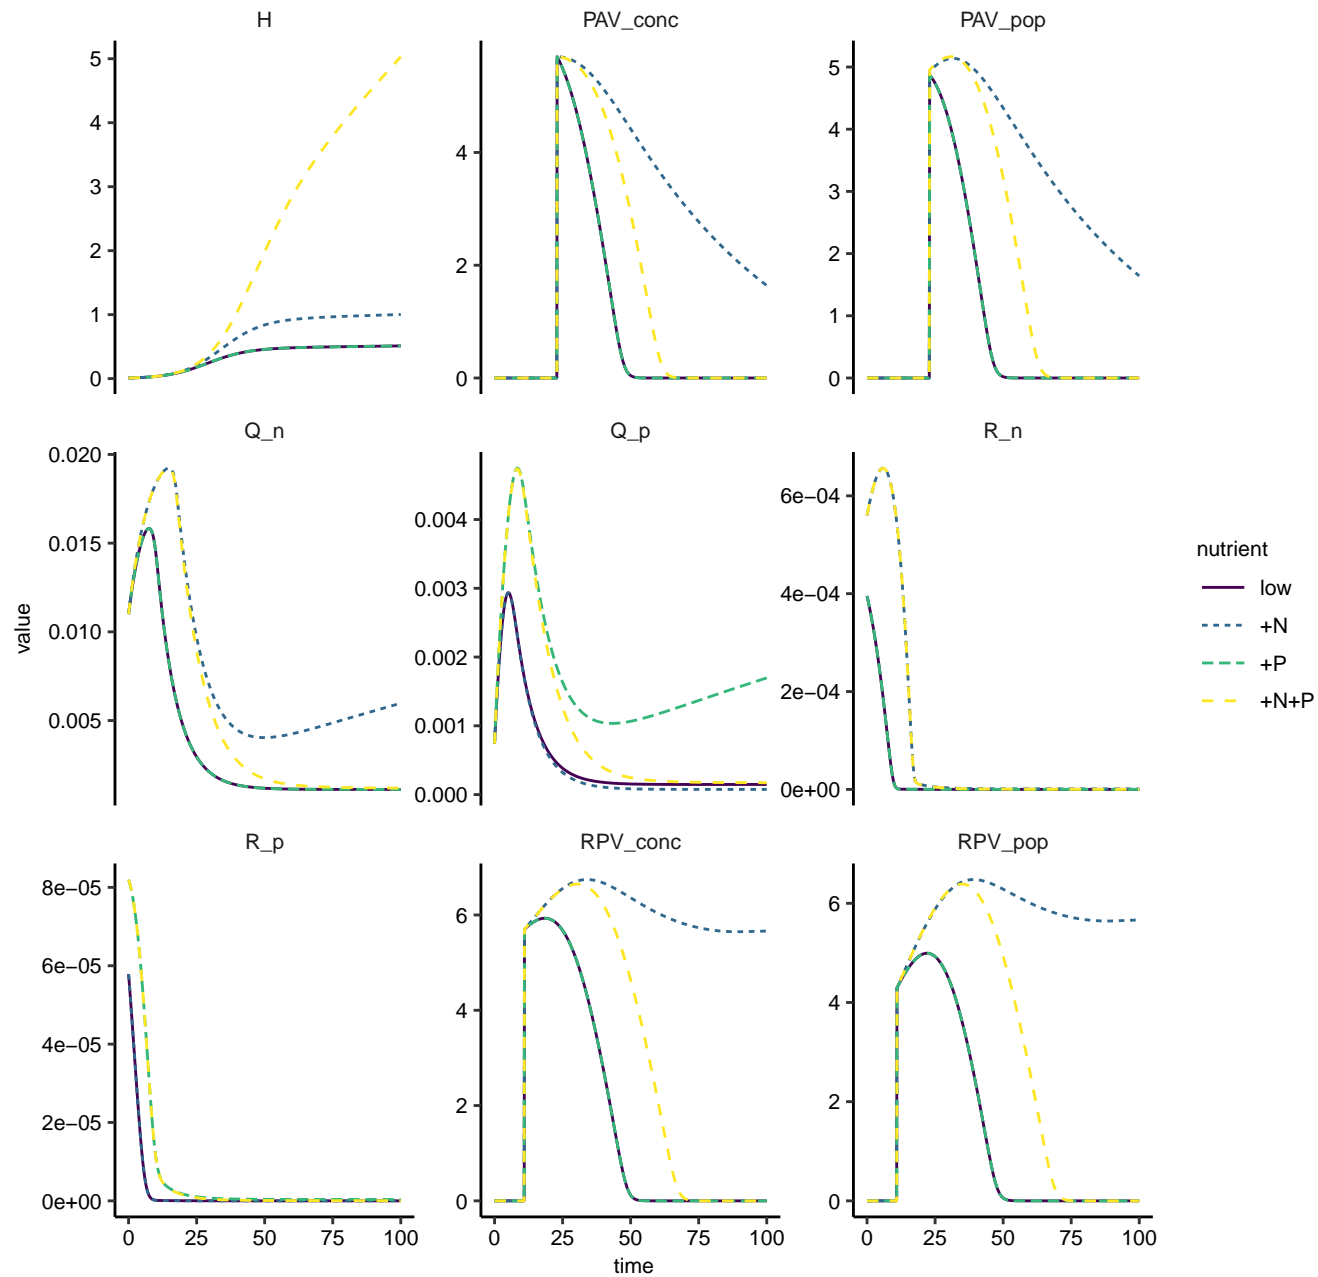 H PAV_conc PAV_pop
5
4
3
2
1
0
4
2
0
5
4
3
2
1
0
Q_n Q_p R_n
0.020
0.015
0.010
0.005
0.004
0.003
0.002
0.001
0.000
6e−04
4e−04
2e−04
0e+00
R_p RPV_conc RPV_pop
8e−05
6e−05
4e−05
2e−05
0e+00
6
4
2
0
6
4
2
0
0 25 50 75 100 0 25 50 75 100 0 25 50 75 100
time
value
nutrient
low
+N
+P
+N+P